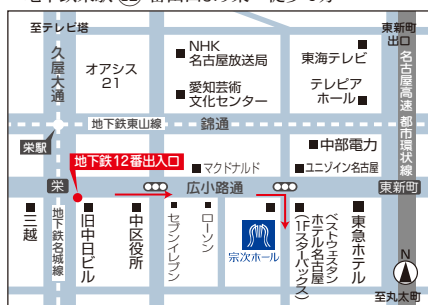 至テレビ塔
東新町
出口
久屋大通
オアシス
21
NHK
名古屋放送局
愛知芸術
文化センター
東海テレビ
テレピア
ホール
名古屋高速 都市環状線
地下鉄東山線
錦通
栄駅
中部電力
地下鉄12番出入口
マクドナルド
ユニゾイン名古屋
栄
広小路通
東新町
三越
地下鉄名城線
旧中日ビル
中区役所
セブンイレブン
ローソン
宗次ホール
ベストウェスタン
ホテル名古屋
(1Fスターバックス)
東急ホテル
N
至丸太町